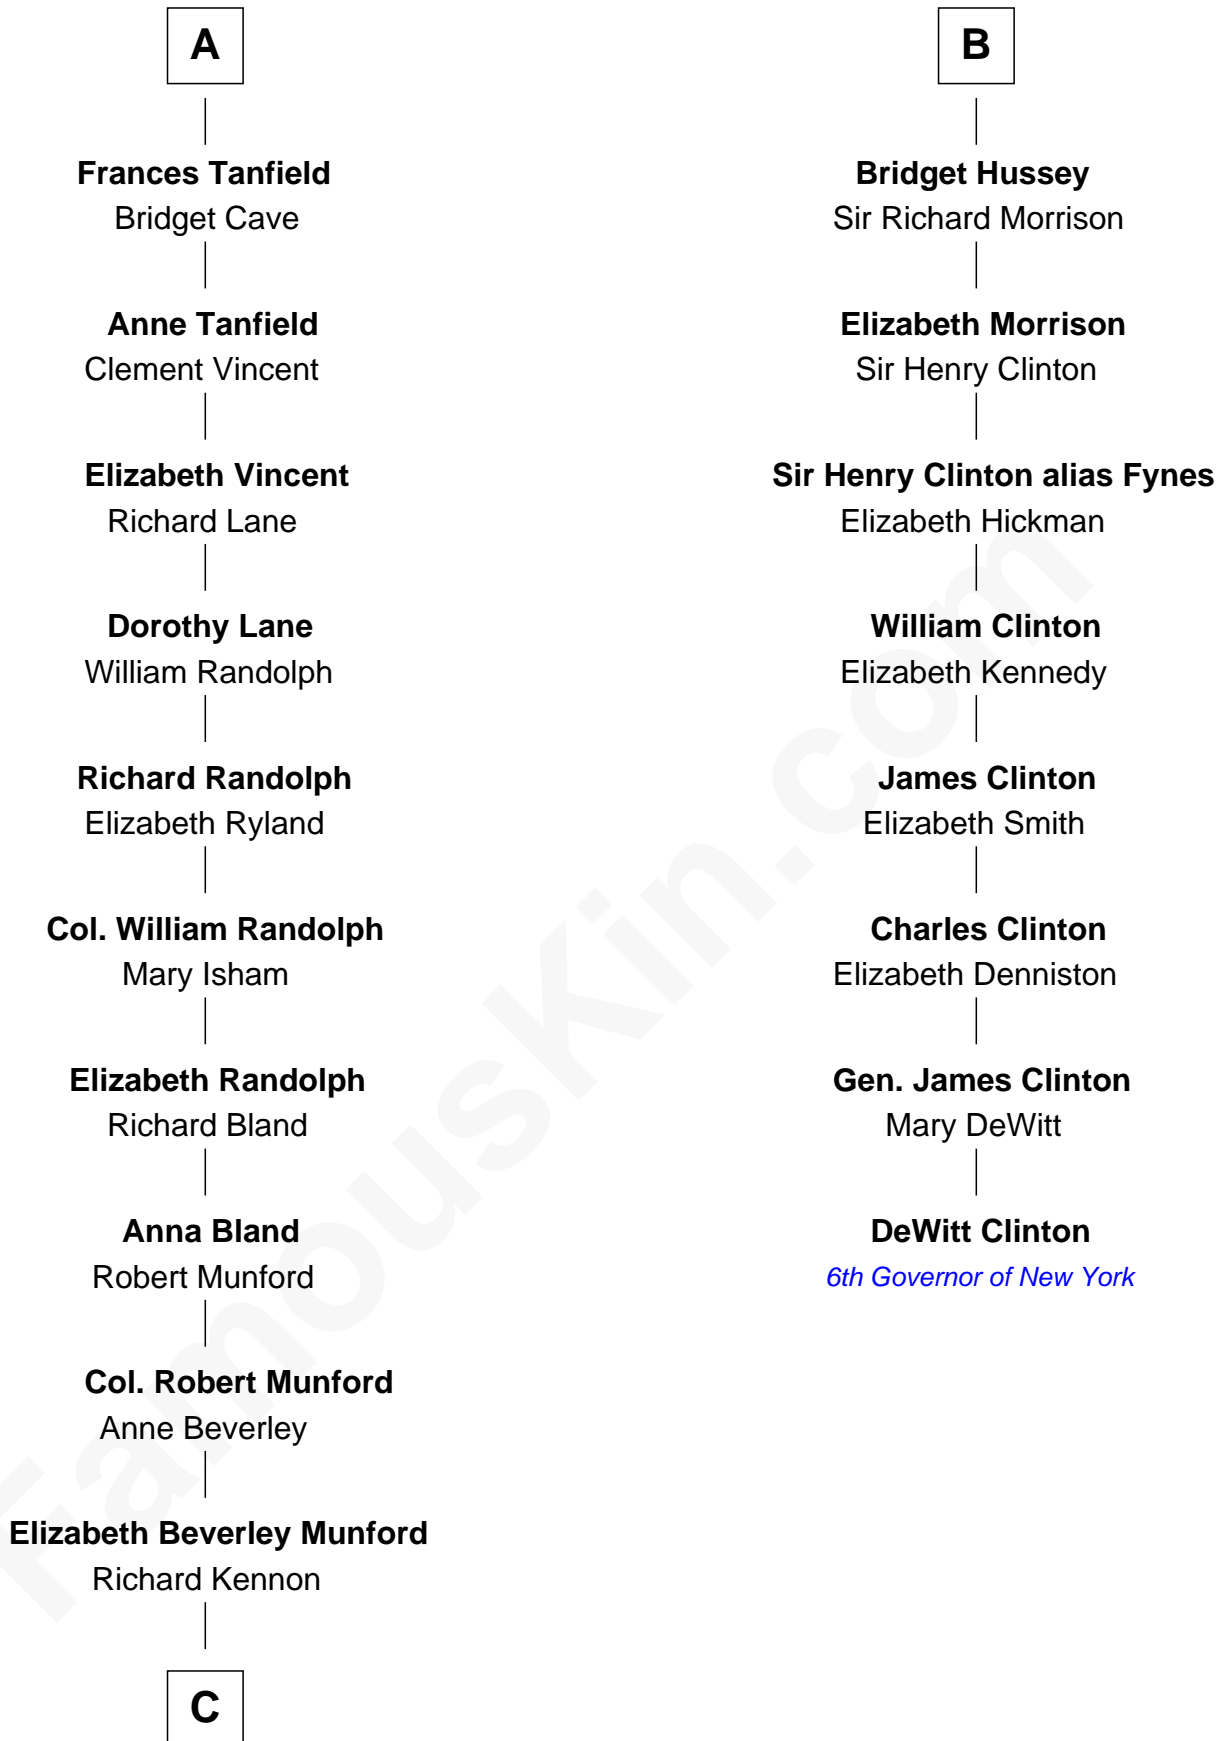 A
Frances Tanfield
Bridget Cave
Anne Tanfield
Clement Vincent
Elizabeth Vincent
Richard Lane
Dorothy Lane
William Randolph
Richard Randolph
Elizabeth Ryland
Col. William Randolph
Mary Isham
Elizabeth Randolph
Richard Bland
Anna Bland
Robert Munford
Col. Robert Munford
Anne Beverley
Elizabeth Beverley Munford
Richard Kennon
C
B
Bridget Hussey
Sir Richard Morrison
Elizabeth Morrison
Sir Henry Clinton
Sir Henry Clinton alias Fynes
Elizabeth Hickman
William Clinton
Elizabeth Kennedy
James Clinton
Elizabeth Smith
Charles Clinton
Elizabeth Denniston
Gen. James Clinton
Mary DeWitt
DeWitt Clinton
6th Governor of New York
FamousKin.com